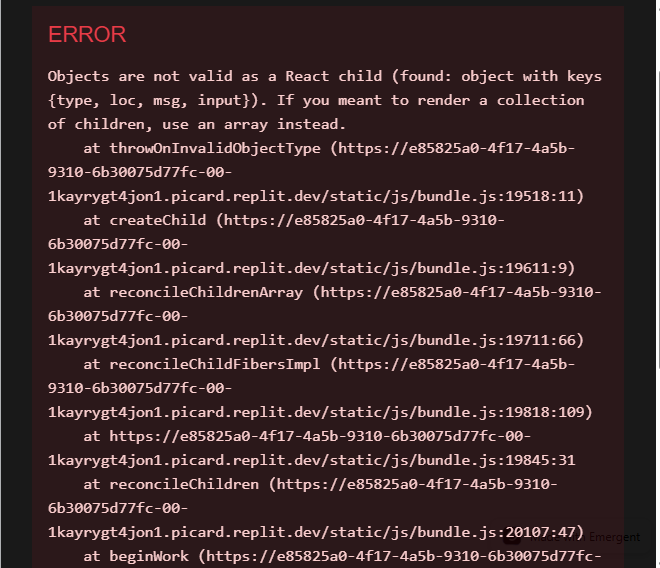 ERROR
Objects are not valid as a React child (found: object with keys
{type, loc, msg, input}). If you meant to render a collection
of children, use an array instead.
at throwOnInvalidObjectType (https://e85825a0-4f17-4a5b-
9310-6b30075d77fc-00-
1kayrygt4jon1.picard.replit.dev/static/js/bundle.js:19518:11)
at createChild (https://e85825a0-4f17-4a5b-9310-
6b30075d77fc-00-
1kayrygt4jon1.picard.replit.dev/static/js/bundle.js:19611:9)
at reconcileChildrenArray (https://e85825a0-4f17-4a5b-9310-
6b30075d77fc-00-
1kayrygt4jon1.picard.replit.dev/static/js/bundle.js:19711:66)
at reconcileChildFibersImpl (https://e85825a0-4f17-4a5b-
9310-6b30075d77fc-00-
1kayrygt4jon1.picard.replit.dev/static/js/bundle.js:19818:109)
at https://e85825a0-4f17-4a5b-9310-6b30075d77fc-00-
1kayrygt4jon1.picard.replit.dev/static/js/bundle.js:19845:31
at reconcileChildren (https://e85825a0-4f17-4a5b-9310-
6b30075d77fc-00-
1kayrygt4jon1.picard.replit.dev/static/js/bundle.js:20107:47)
Made with Emergent
at beginWork (https://e85825a0-4f17-4a5b-9310-6b30075d77fc-